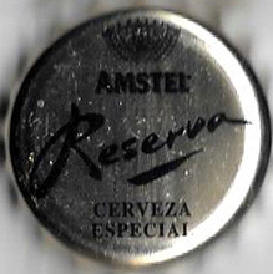 AMSTEL
Reserva
CERVEZA
ESPECIAL